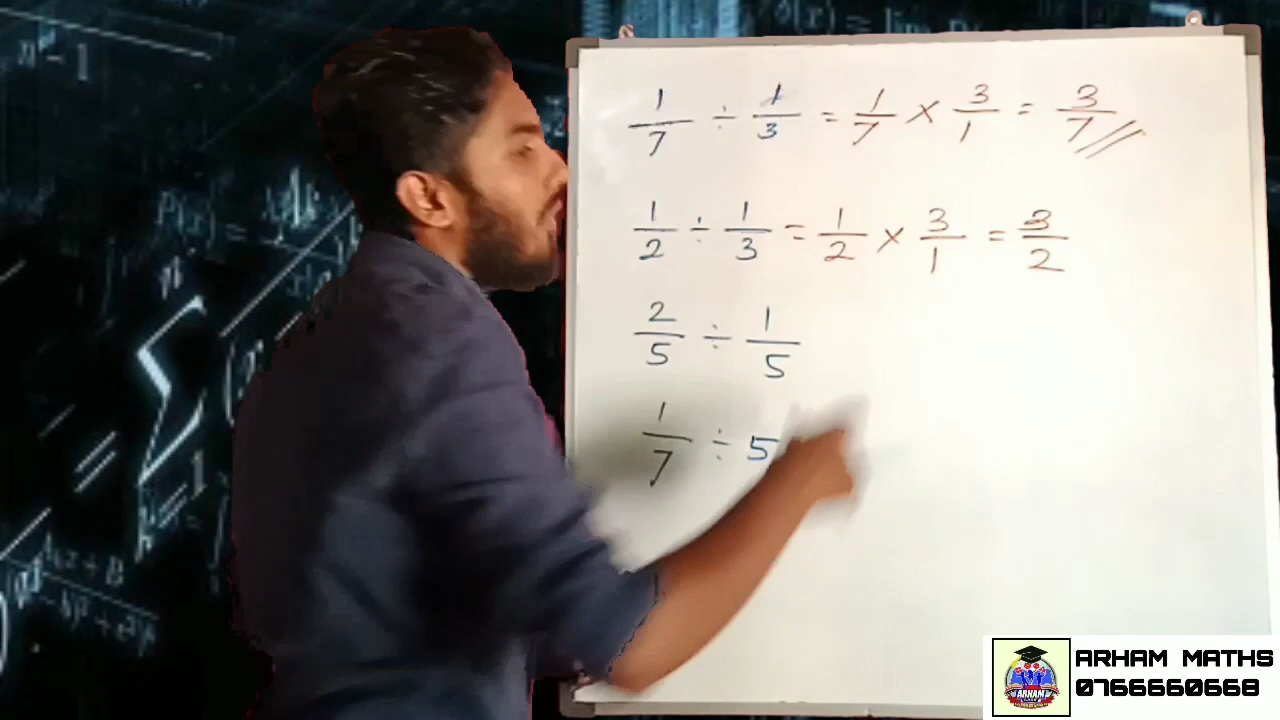 1/7 ÷ 1/3 = 1/7 × 3/1 = 3/7 //
1/2 ÷ 1/3 = 1/2 × 3/1 = 3/2
2/5 ÷ 1/5
1/7 ÷ 5
ARHAM MATHS
0766660668